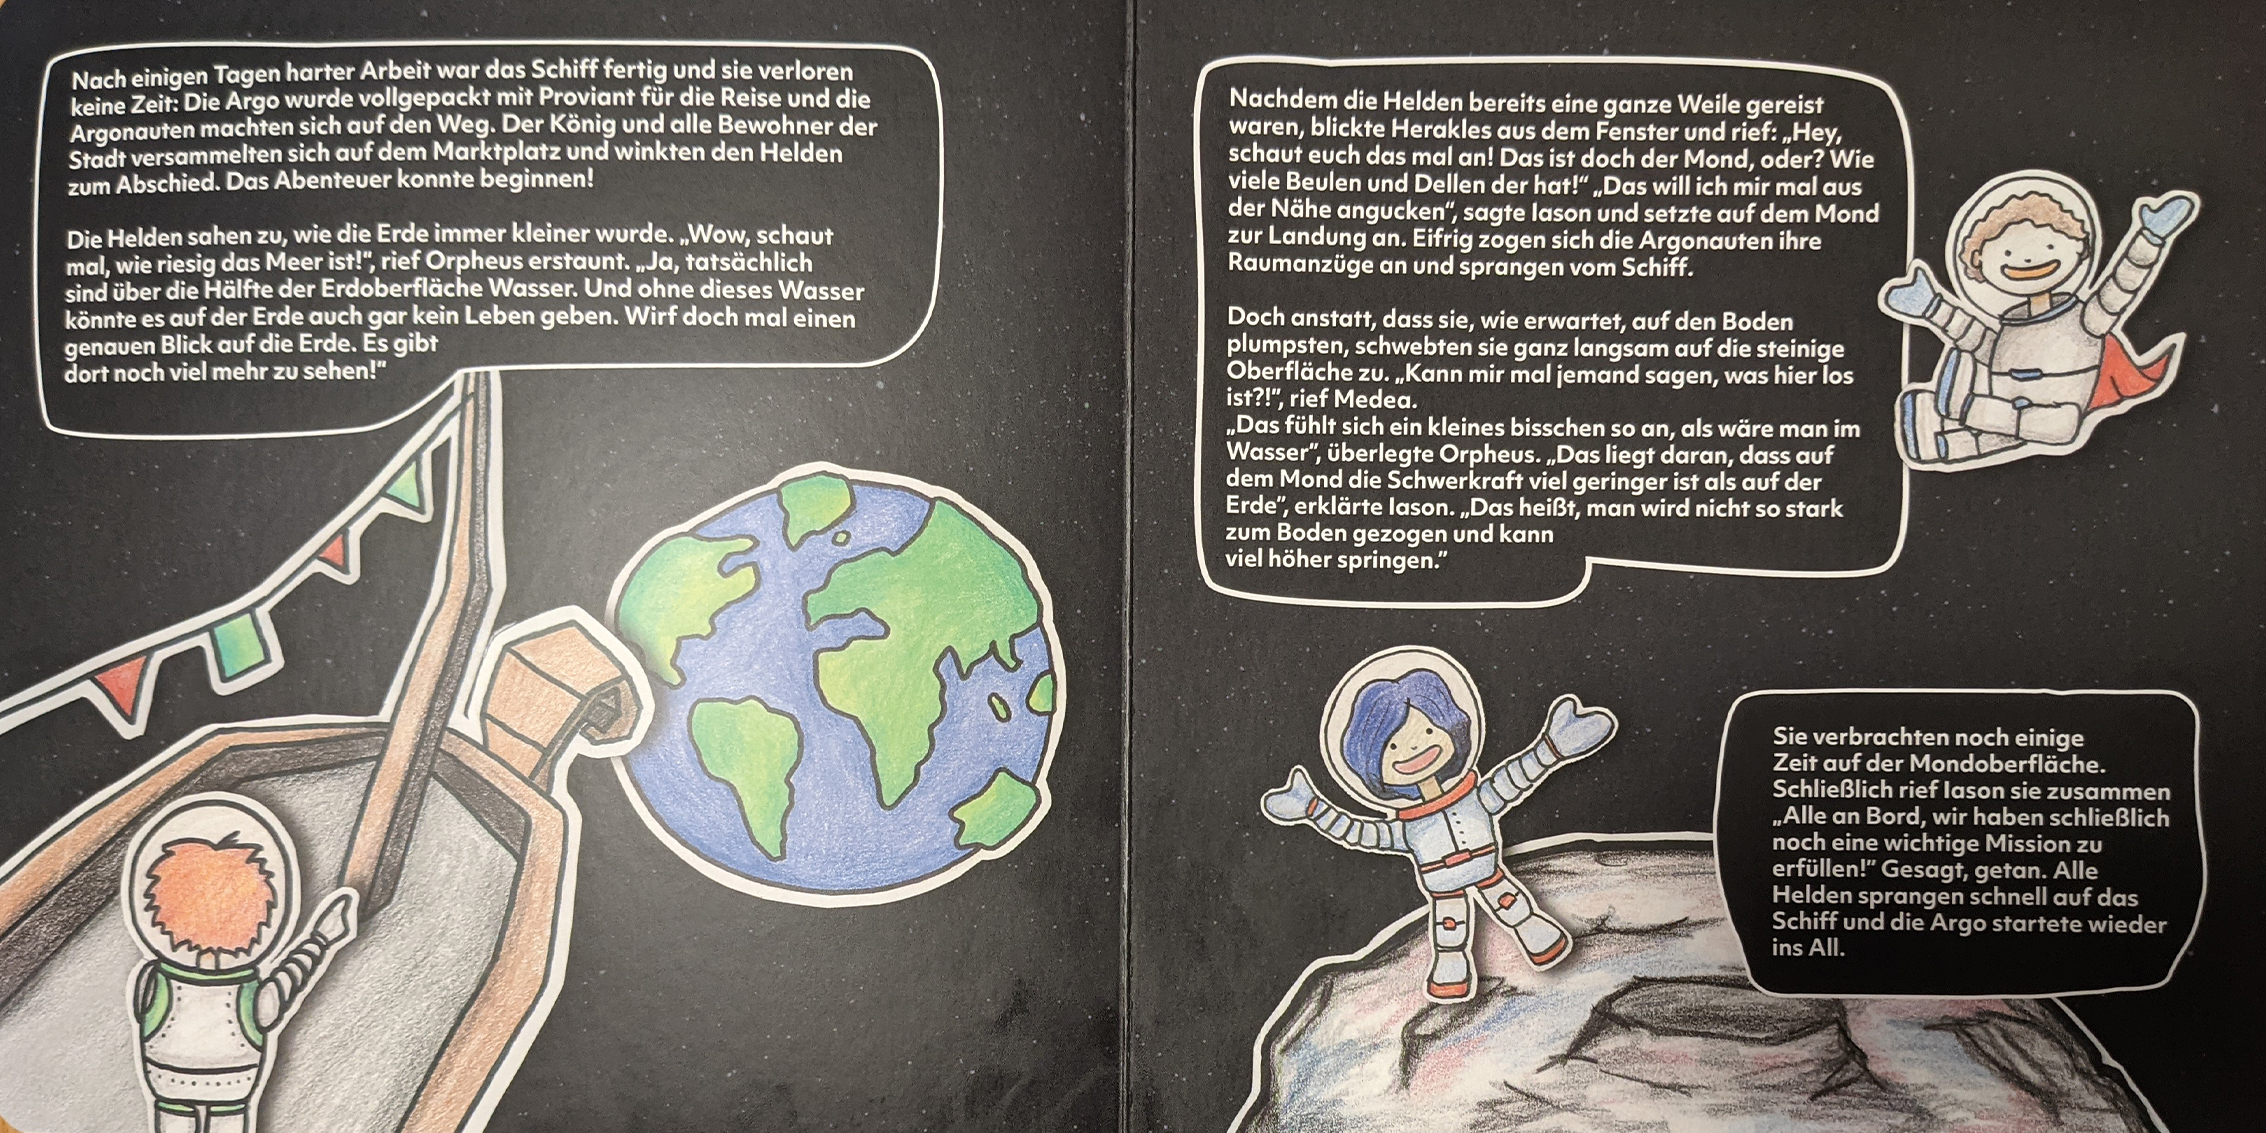 Nach einigen Tagen harter Arbeit war das Schiff fertig und sie verloren
keine Zeit: Die Argo wurde vollgepackt mit Proviant für die Reise und die
Argonauten machten sich auf den Weg. Der König und alle Bewohner der
Stadt versammelten sich auf dem Marktplatz und winkten den Helden
zum Abschied. Das Abenteuer konnte beginnen!
Die Helden sahen zu, wie die Erde immer kleiner wurde. „Wow, schaut
mal, wie riesig das Meer ist!“, rief Orpheus erstaunt. „Ja, tatsächlich
sind über die Hälfte der Erdoberfläche Wasser. Und ohne dieses Wasser
könnte es auf der Erde auch gar kein Leben geben. Wirf doch mal einen
genauen Blick auf die Erde. Es gibt
dort noch viel mehr zu sehen!“
Nachdem die Helden bereits eine ganze Weile gereist
waren, blickte Herakles aus dem Fenster und rief: „Hey,
schaut euch das mal an! Das ist doch der Mond, oder? Wie
viele Beulen und Dellen der hat!“ „Das will ich mir mal aus
der Nähe angucken“, sagte Iason und setzte auf dem Mond
zur Landung an. Eifrig zogen sich die Argonauten ihre
Raumanzüge an und sprangen vom Schiff.
Doch anstatt, dass sie, wie erwartet, auf den Boden
plumpsten, schwebten sie ganz langsam auf die steinige
Oberfläche zu. „Kann mir mal jemand sagen, was hier los
ist?!“, rief Medea.
„Das fühlt sich ein kleines bisschen so an, als wäre man im
Wasser“, überlegte Orpheus. „Das liegt daran, dass auf
dem Mond die Schwerkraft viel geringer ist als auf der
Erde“, erklärte Iason. „Das heißt, man wird nicht so stark
zum Boden gezogen und kann
viel höher springen.“
Sie verbrachten noch einige
Zeit auf der Mondoberfläche.
Schließlich rief Iason sie zusammen
„Alle an Bord, wir haben schließlich
noch eine wichtige Mission zu
erfüllen!“ Gesagt, getan. Alle
Helden sprangen schnell auf das
Schiff und die Argo startete wieder
ins All.